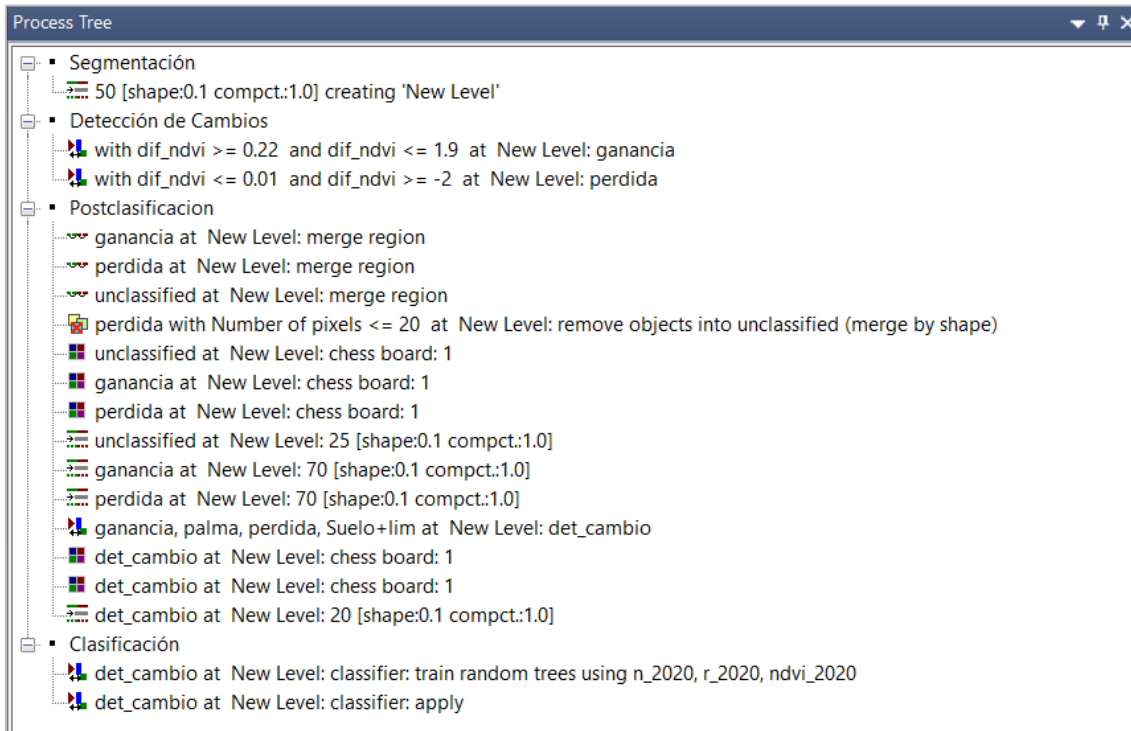 Process Tree
Segmentación
50 [shape:0.1 compct.:1.0] creating 'New Level'
Detección de Cambios
with dif_ndvi >= 0.22  and dif_ndvi <= 1.9  at  New Level: ganancia
with dif_ndvi <= 0.01  and dif_ndvi >= -2  at  New Level: perdida
Postclasificacion
ganancia at  New Level: merge region
perdida at  New Level: merge region
unclassified at  New Level: merge region
perdida with Number of pixels <= 20  at  New Level: remove objects into unclassified (merge by shape)
unclassified at  New Level: chess board: 1
ganancia at  New Level: chess board: 1
perdida at  New Level: chess board: 1
unclassified at  New Level: 25 [shape:0.1 compct.:1.0]
ganancia at  New Level: 70 [shape:0.1 compct.:1.0]
perdida at  New Level: 70 [shape:0.1 compct.:1.0]
ganancia, palma, perdida, Suelo+lim at  New Level: det_cambio
det_cambio at  New Level: chess board: 1
det_cambio at  New Level: chess board: 1
det_cambio at  New Level: 20 [shape:0.1 compct.:1.0]
Clasificación
det_cambio at  New Level: classifier: train random trees using n_2020, r_2020, ndvi_2020
det_cambio at  New Level: classifier: apply